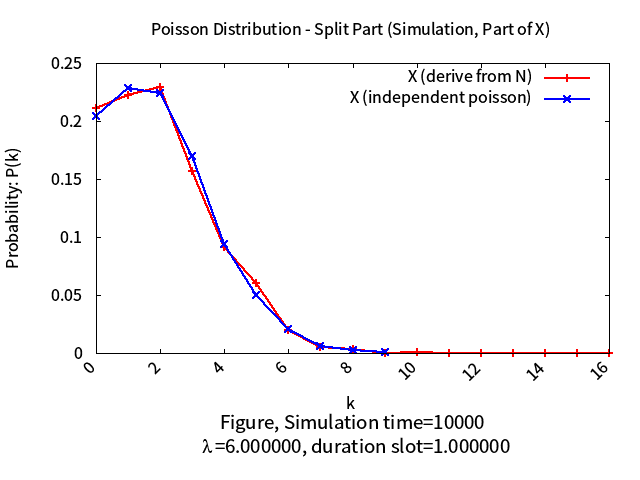 Poisson Distribution - Split Part (Simulation, Part of X)
X (derive from N)
X (independent poisson)
Probability: P(k)
0.25
0.2
0.15
0.1
0.05
0
0 2 4 6 8 10 12 14 16
k
Figure, Simulation time=10000
λ=6.000000, duration slot=1.000000